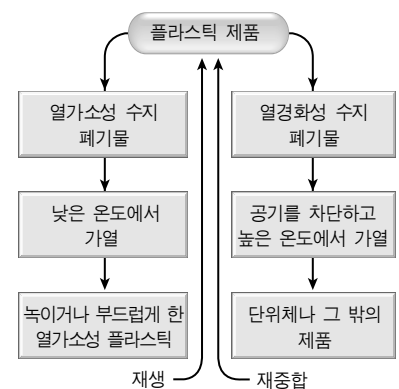 플라스틱 제품
열가소성 수지
폐기물
낮은 온도에서
가열
녹이거나 부드럽게 한
열가소성 플라스틱
열경화성 수지
폐기물
공기를 차단하고
높은 온도에서 가열
단위체나 그 밖의
제품
재생
재중합